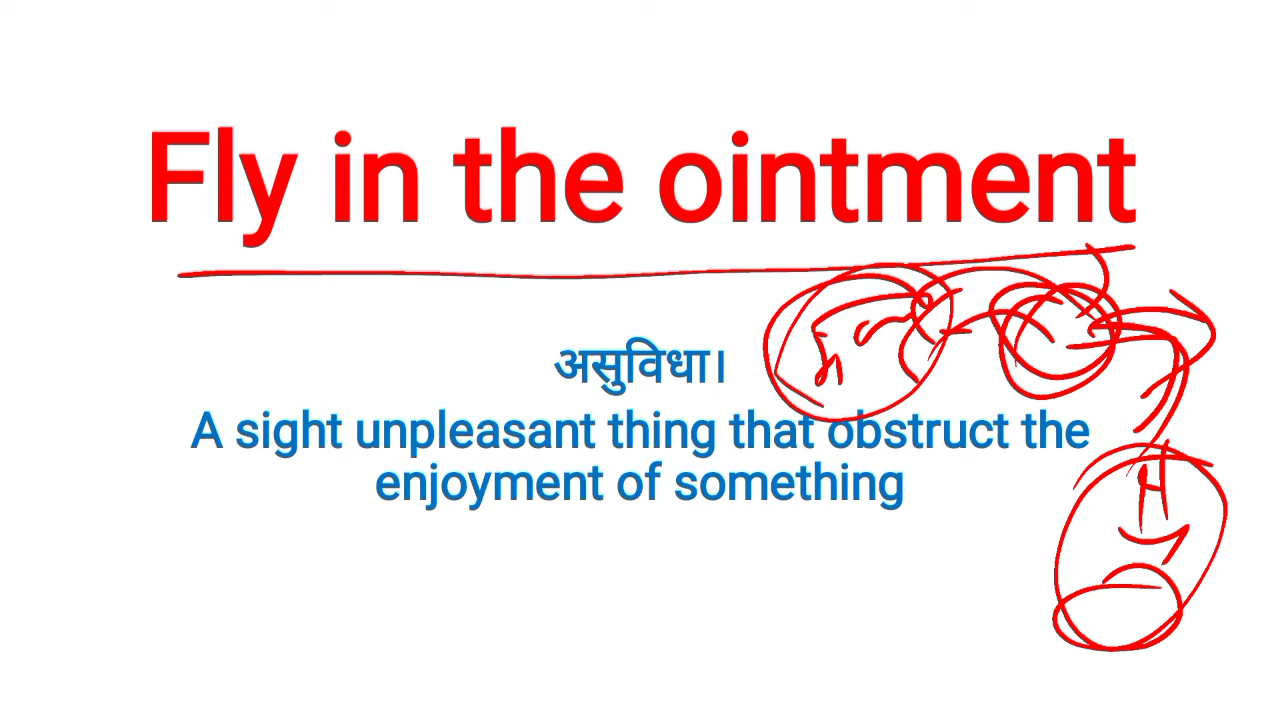 Fly in the ointment
असुविधा।
A sight unpleasant thing that obstruct the
enjoyment of something